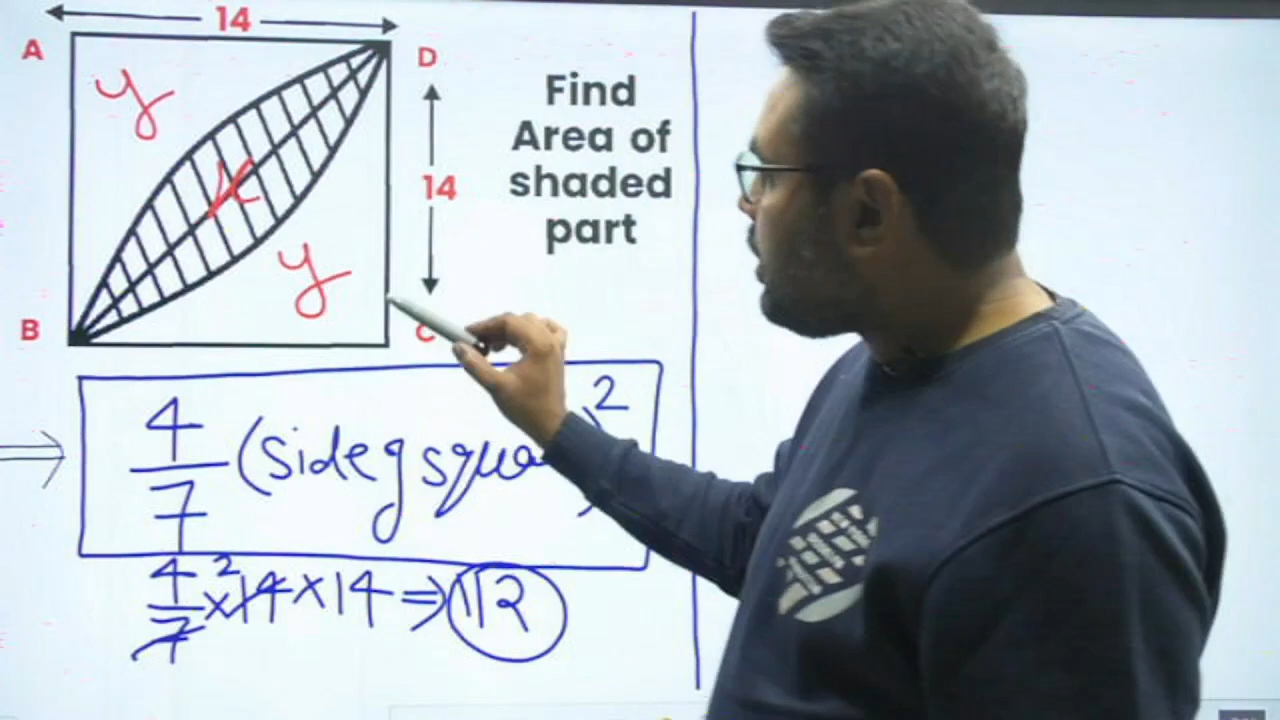 14
A
D
y
x
14
y
B
C
Find
Area of
shaded
part
4/7 (side of squa )²
4/7 × 14 2 × 14 ⇒ 112